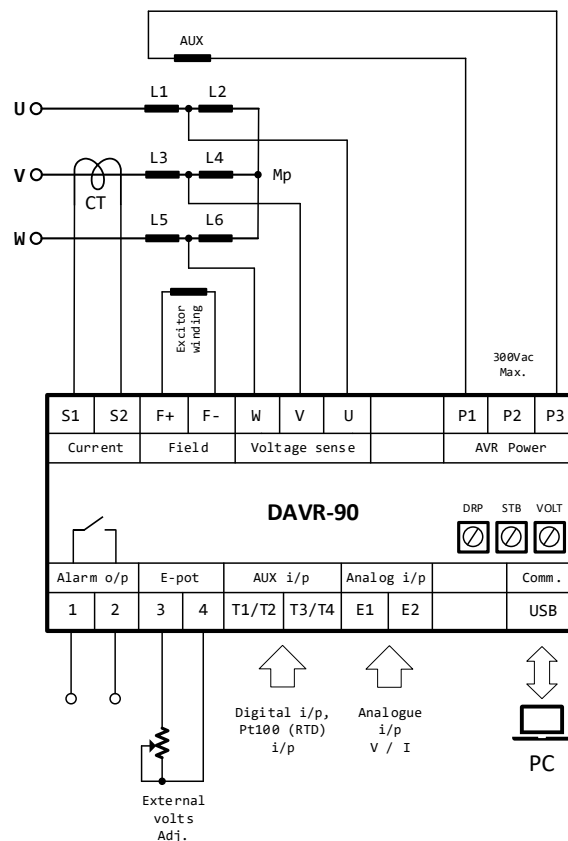 AUX
L1 L2
U
L3 L4
V Mp
CT
L5 L6
W
Excitor
winding
300Vac
Max.
S1 S2 F+ F- W V U P1 P2 P3
Current Field Voltage sense AVR Power
DAVR-90
DRP STB VOLT
Alarm o/p E-pot AUX i/p Analog i/p Comm.
1 2 3 4 T1/T2 T3/T4 E1 E2 USB
Digital i/p,
Pt100 (RTD)
i/p
Analogue
i/p
V / I
PC
External
volts
Adj.